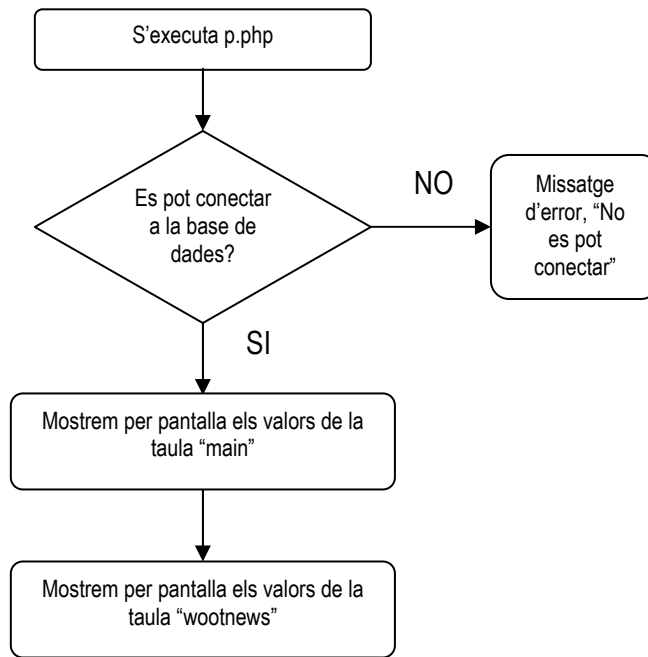 S’executa p.php
Es pot conectar
a la base de
dades?
NO
Missatge
d’error, “No
es pot
conectar”
SI
Mostrem per pantalla els valors de la
taula “main”
Mostrem per pantalla els valors de la
taula “wootnews”